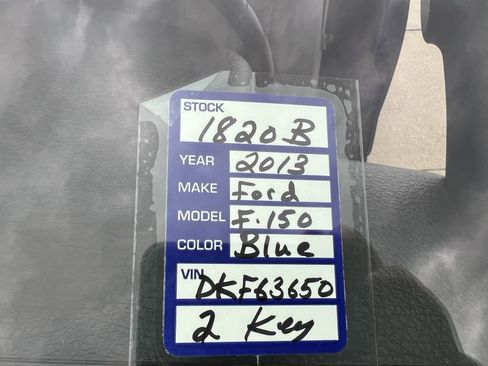 STOCK
1820B
YEAR 2013
MAKE Ford
MODEL F-150
COLOR Blue
VIN DKF63650
2 Key